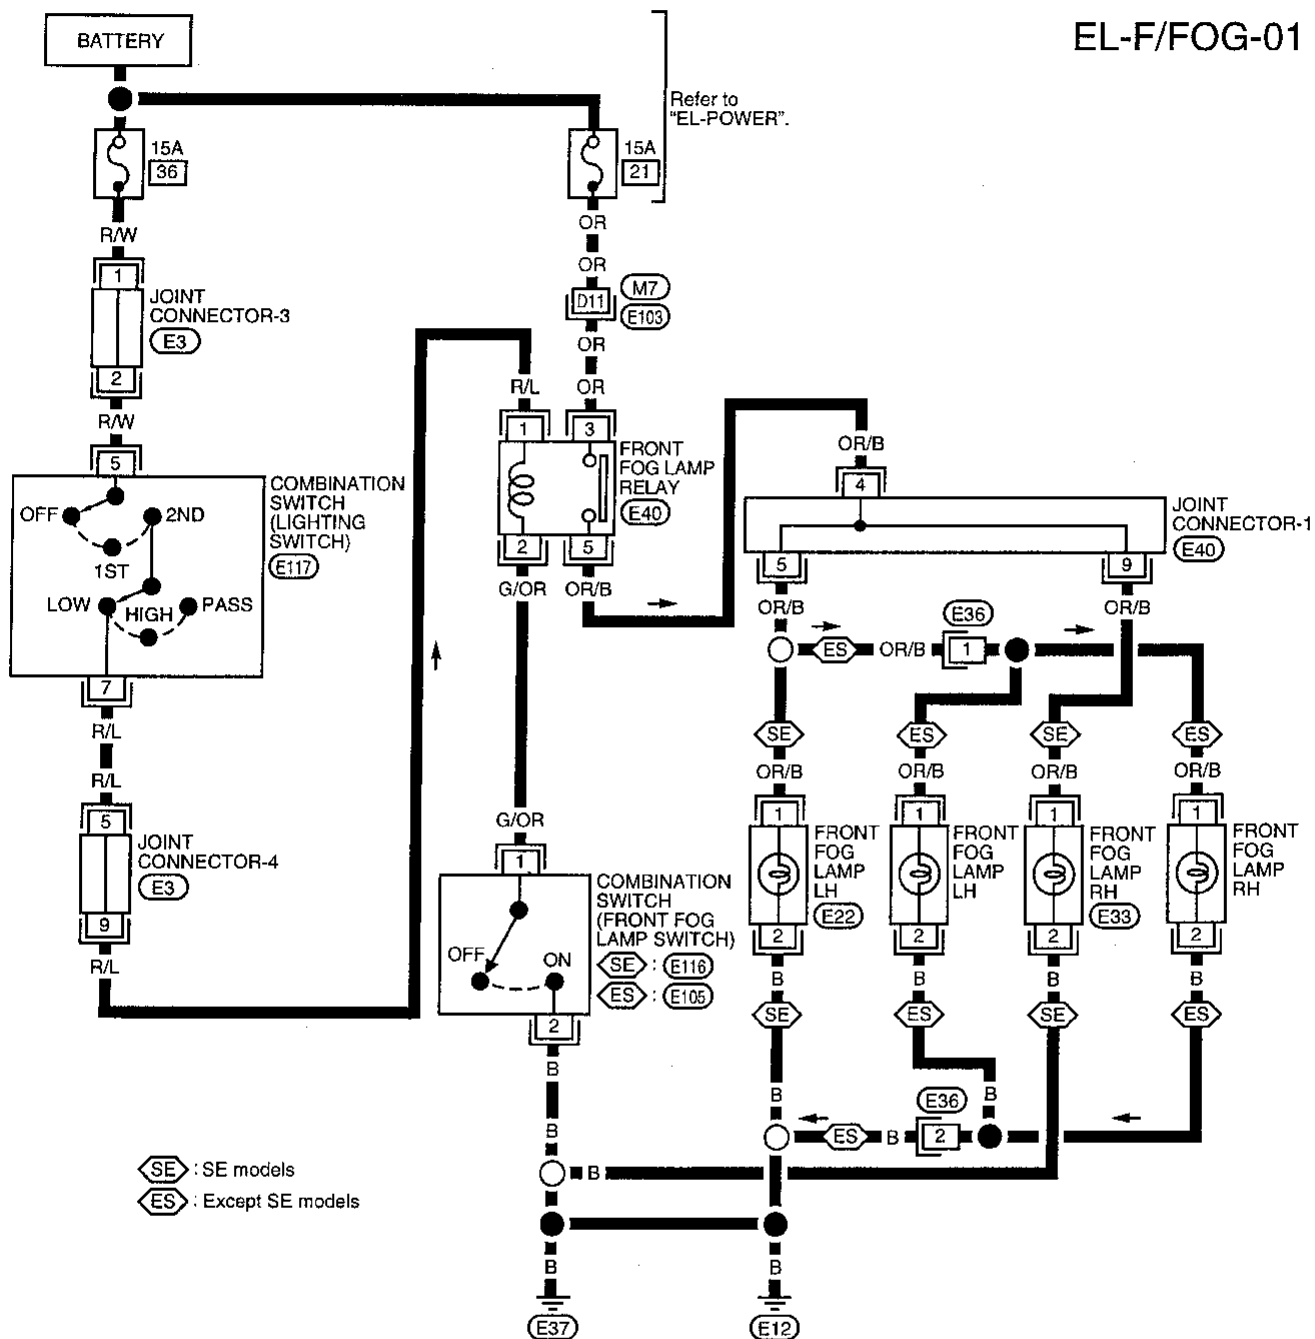 EL-F/FOG-01
BATTERY
Refer to
"EL-POWER".
15A
36
15A
21
R/W
OR
OR
1
JOINT
CONNECTOR-3
E3
2
D11
M7
E103
OR
R/L
OR
R/W
OR/B
1
3
FRONT
FOG LAMP
RELAY
E40
2
5
4
JOINT
CONNECTOR-1
E40
5
9
5
COMBINATION
SWITCH
(LIGHTING
SWITCH)
E117
OFF
2ND
1ST
LOW
HIGH
PASS
7
G/OR
OR/B
OR/B
OR/B
E36
ES
OR/B
1
R/L
R/L
SE
ES
SE
ES
OR/B
OR/B
OR/B
OR/B
5
JOINT
CONNECTOR-4
E3
9
R/L
G/OR
1
COMBINATION
SWITCH
(FRONT FOG
LAMP SWITCH)
SE : E116
ES : E105
OFF
ON
2
1
FRONT
FOG
LAMP
LH
E22
2
1
FRONT
FOG
LAMP
LH
2
1
FRONT
FOG
LAMP
RH
E33
2
1
FRONT
FOG
LAMP
RH
2
B
B
B
B
SE
ES
SE
ES
B
B
B
E36
B
ES
B
2
B
SE : SE models
ES : Except SE models
B
B
E37
E12